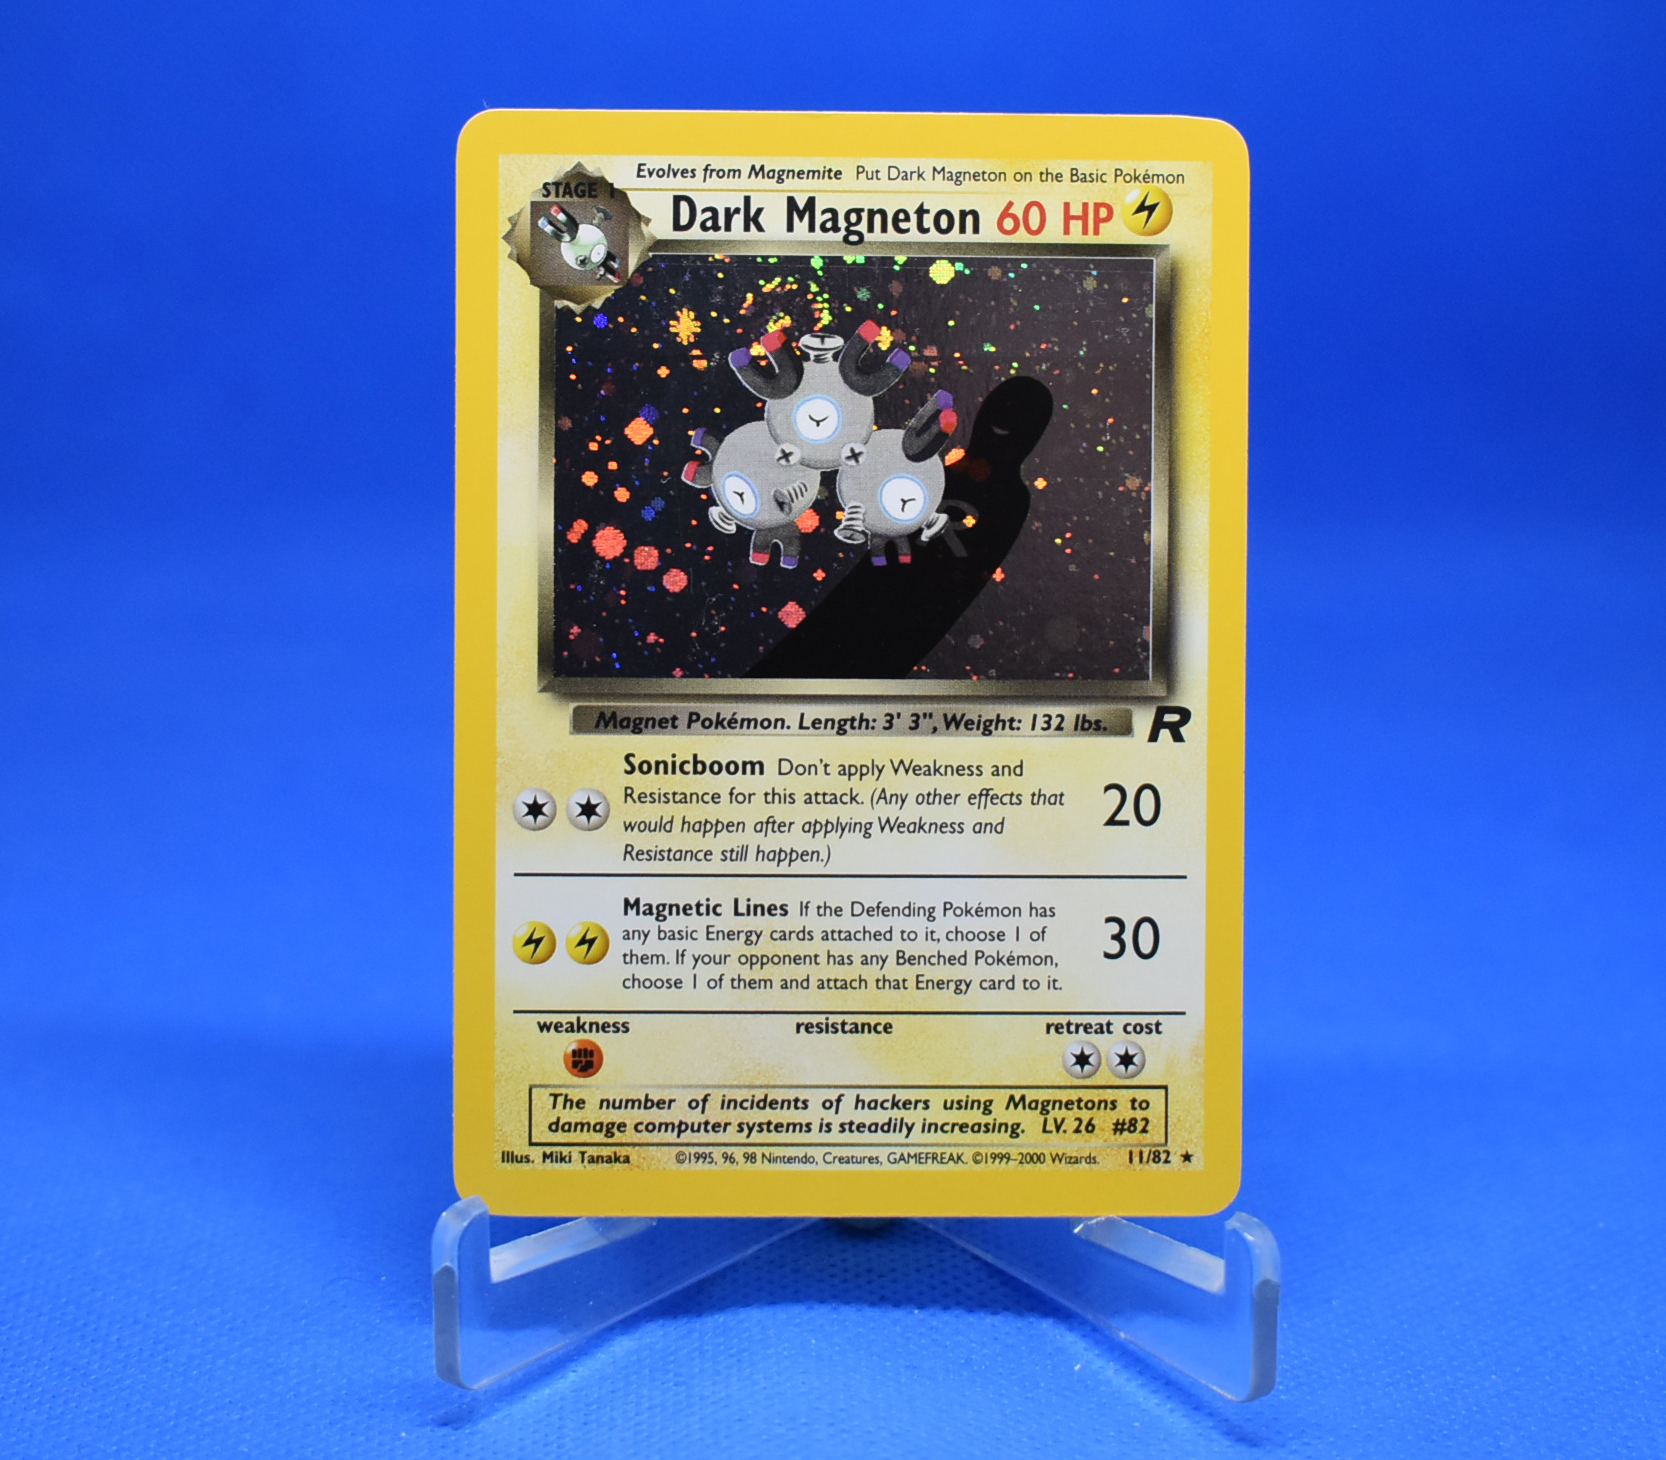 Evolves from Magnemite Put Dark Magneton on the Basic Pokémon
STAGE 1
Dark Magneton 60 HP
R
Magnet Pokémon. Length: 3' 3", Weight: 132 lbs.
R
Sonicboom Don't apply Weakness and
Resistance for this attack. (Any other effects that
would happen after applying Weakness and
Resistance still happen.)
20
Magnetic Lines If the Defending Pokémon has
any basic Energy cards attached to it, choose 1 of
them. If your opponent has any Benched Pokémon,
choose 1 of them and attach that Energy card to it.
30
weakness resistance retreat cost
The number of incidents of hackers using Magnetons to
damage computer systems is steadily increasing. LV. 26 #82
Illus. Miki Tanaka ©1995, 96, 98 Nintendo, Creatures, GAMEFREAK. ©1999–2000 Wizards. 11/82 ★